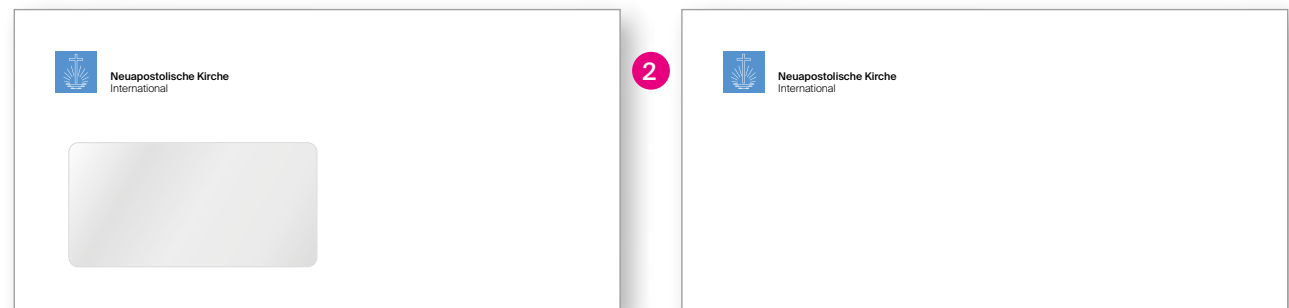 Neuapostolische Kirche
International
2
Neuapostolische Kirche
International